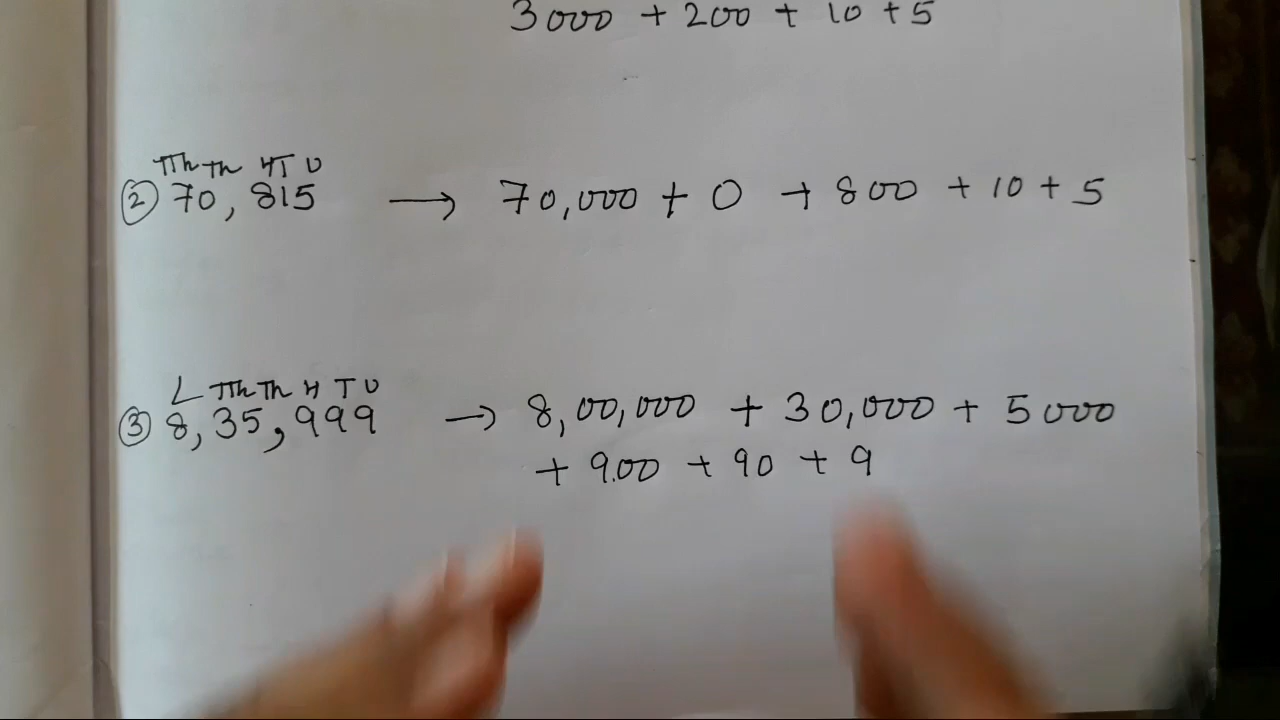 3000 + 200 + 10 + 5
TTh Th H T U
② 70,815 → 70,000 + 0 + 800 + 10 + 5
L TTh Th H T U
③ 8,35,999 → 8,00,000 + 30,000 + 5000
+ 900 + 90 + 9